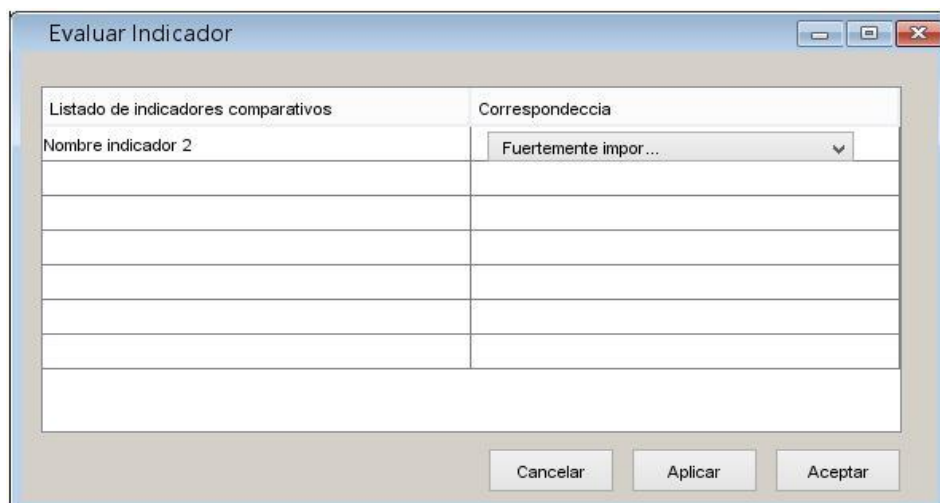 Evaluar Indicador
Listado de indicadores comparativos Correspondeccia
Nombre indicador 2 Fuertemente impor...
Cancelar Aplicar Aceptar